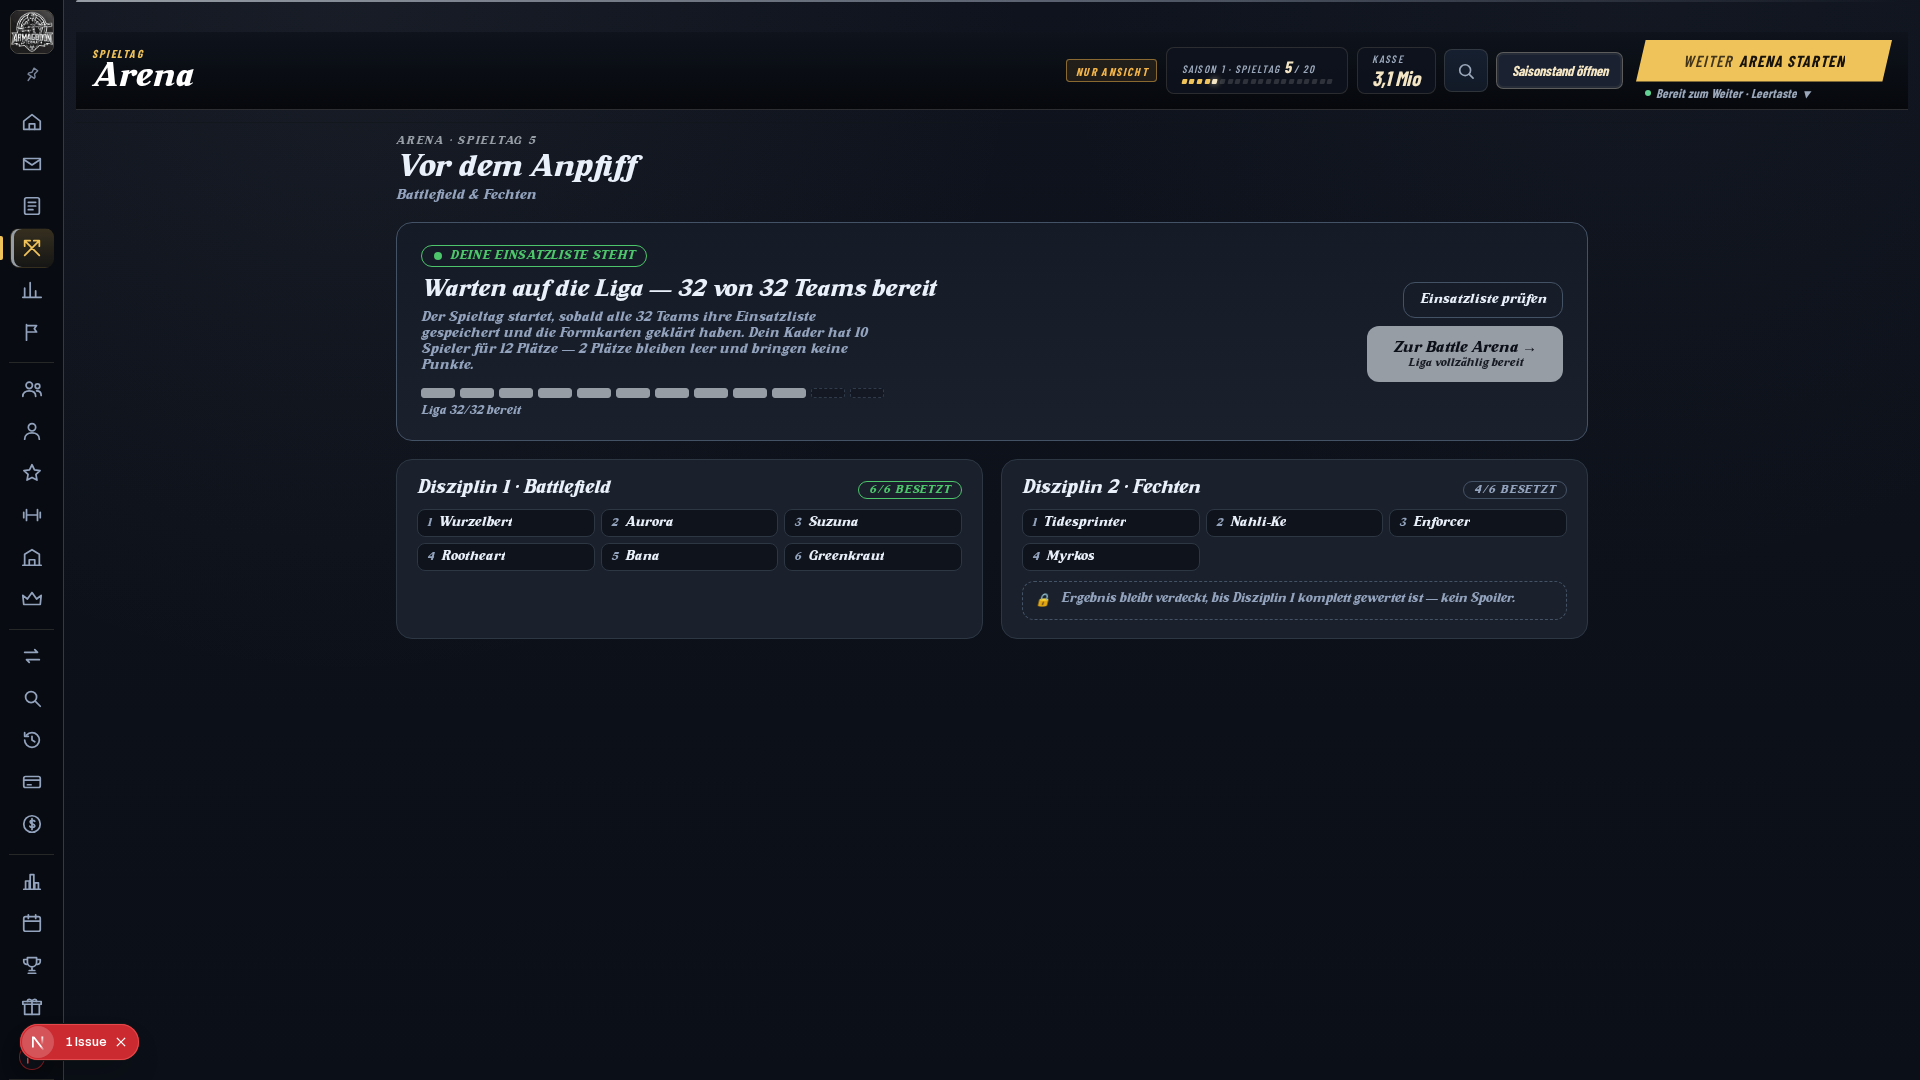 ARMAGEDDON
SPIELTAG
Arena
NUR ANSICHT
SAISON 1 · SPIELTAG 5 / 20
KASSE
3,1 Mio
Saisonstand öffnen
WEITER ARENA STARTEN
Bereit zum Weiter · Leertaste ▼
ARENA · SPIELTAG 5
Vor dem Anpfiff
Battlefield & Fechten
DEINE EINSATZLISTE STEHT
Warten auf die Liga — 32 von 32 Teams bereit
Der Spieltag startet, sobald alle 32 Teams ihre Einsatzliste
gespeichert und die Formkarten geklärt haben. Dein Kader hat 10
Spieler für 12 Plätze — 2 Plätze bleiben leer und bringen keine
Punkte.
Liga 32/32 bereit
Einsatzliste prüfen
Zur Battle Arena →
Liga vollzählig bereit
Disziplin 1 · Battlefield
6/6 BESETZT
1 Wurzelbert
2 Aurora
3 Suzuna
4 Rootheart
5 Bana
6 Greenkraut
Disziplin 2 · Fechten
4/6 BESETZT
1 Tidesprinter
2 Nahli-Ke
3 Enforcer
4 Myrkos
🔒 Ergebnis bleibt verdeckt, bis Disziplin 1 komplett gewertet ist — kein Spoiler.
N 1 Issue